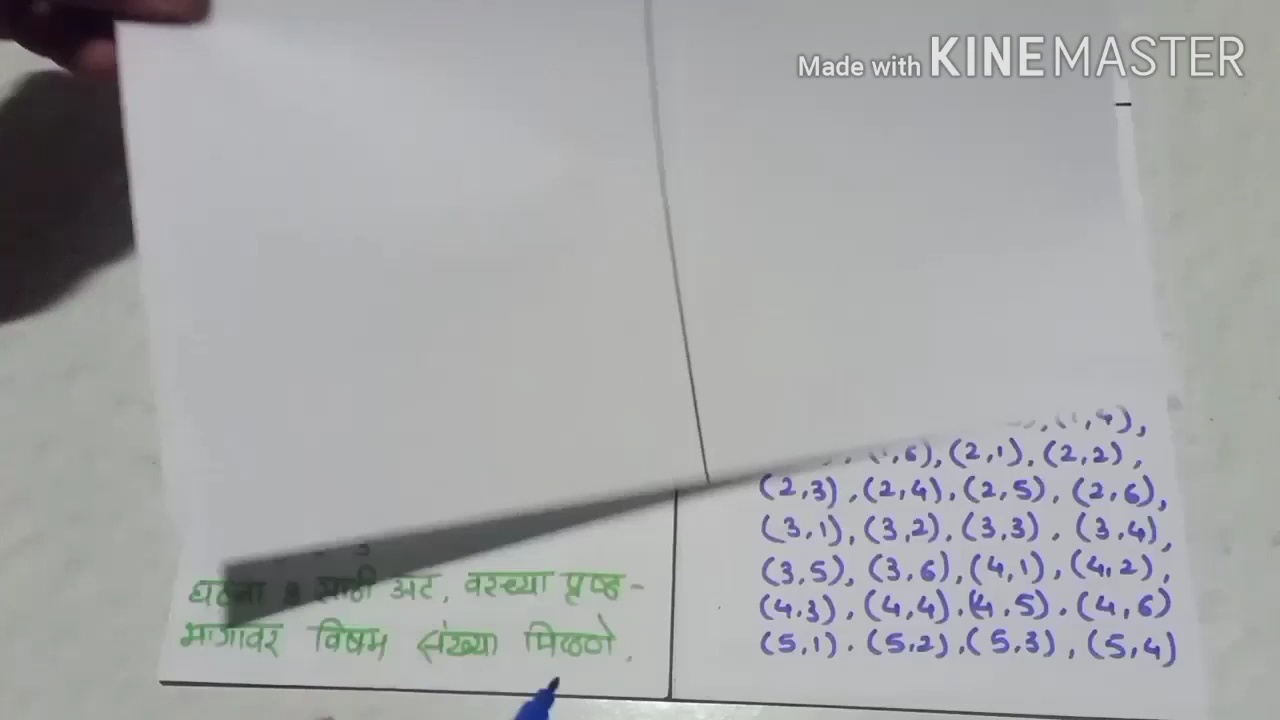 Made with KINEMASTER
घटना B साठी अट, वरच्या पृष्ठ-
भागावर विषम संख्या मिळणे.
(1,4),
(1,6), (2,1), (2,2),
(2,3), (2,4), (2,5), (2,6),
(3,1), (3,2), (3,3), (3,4),
(3,5), (3,6), (4,1), (4,2),
(4,3), (4,4), (4,5), (4,6)
(5,1), (5,2), (5,3), (5,4)